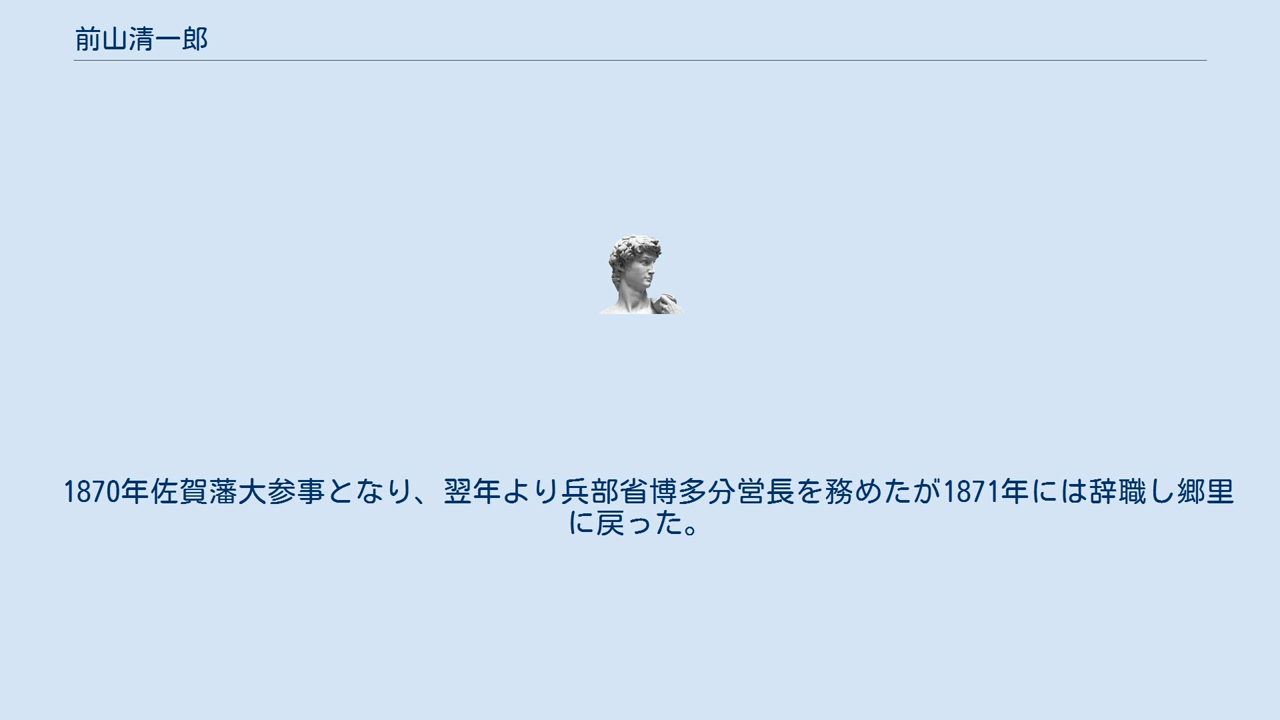 前山清一郎
1870年佐賀藩大参事となり、翌年より兵部省博多分営長を務めたが1871年には辞職し郷里
に戻った。